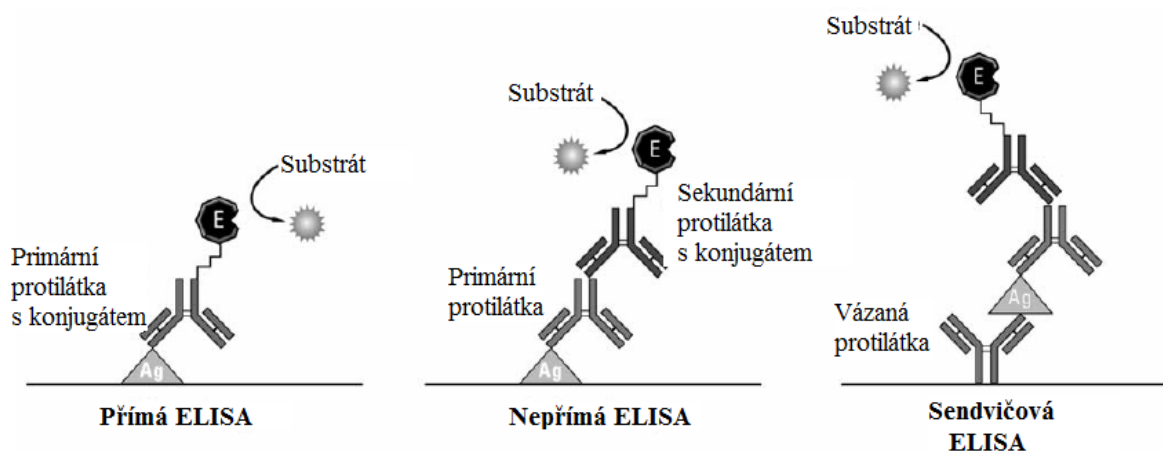 Substrát
E
Primární
protilátka
s konjugátem
Ag
Přímá ELISA
Substrát
E
Sekundární
protilátka
s konjugátem
Primární
protilátka
Ag
Nepřímá ELISA
Substrát
E
Ag
Vázaná
protilátka
Sendvičová
ELISA